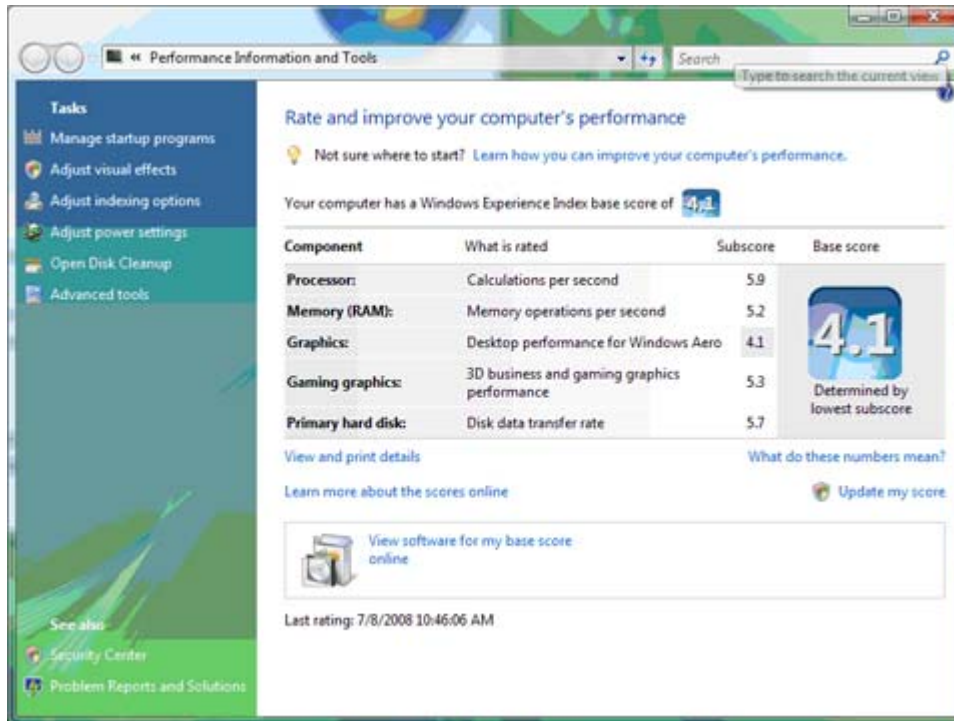 « Performance Information and Tools
Search
Type to search the current view
Tasks
Manage startup programs
Adjust visual effects
Adjust indexing options
Adjust power settings
Open Disk Cleanup
Advanced tools
See also
Security Center
Problem Reports and Solutions
Rate and improve your computer's performance
Not sure where to start? Learn how you can improve your computer's performance.
Your computer has a Windows Experience Index base score of 4.1
Component What is rated Subscore Base score
Processor: Calculations per second 5.9
Memory (RAM): Memory operations per second 5.2
Graphics: Desktop performance for Windows Aero 4.1
Gaming graphics: 3D business and gaming graphics
performance 5.3
Primary hard disk: Disk data transfer rate 5.7
4.1
Determined by
lowest subscore
View and print details What do these numbers mean?
Learn more about the scores online Update my score
View software for my base score
online
Last rating: 7/8/2008 10:46:06 AM